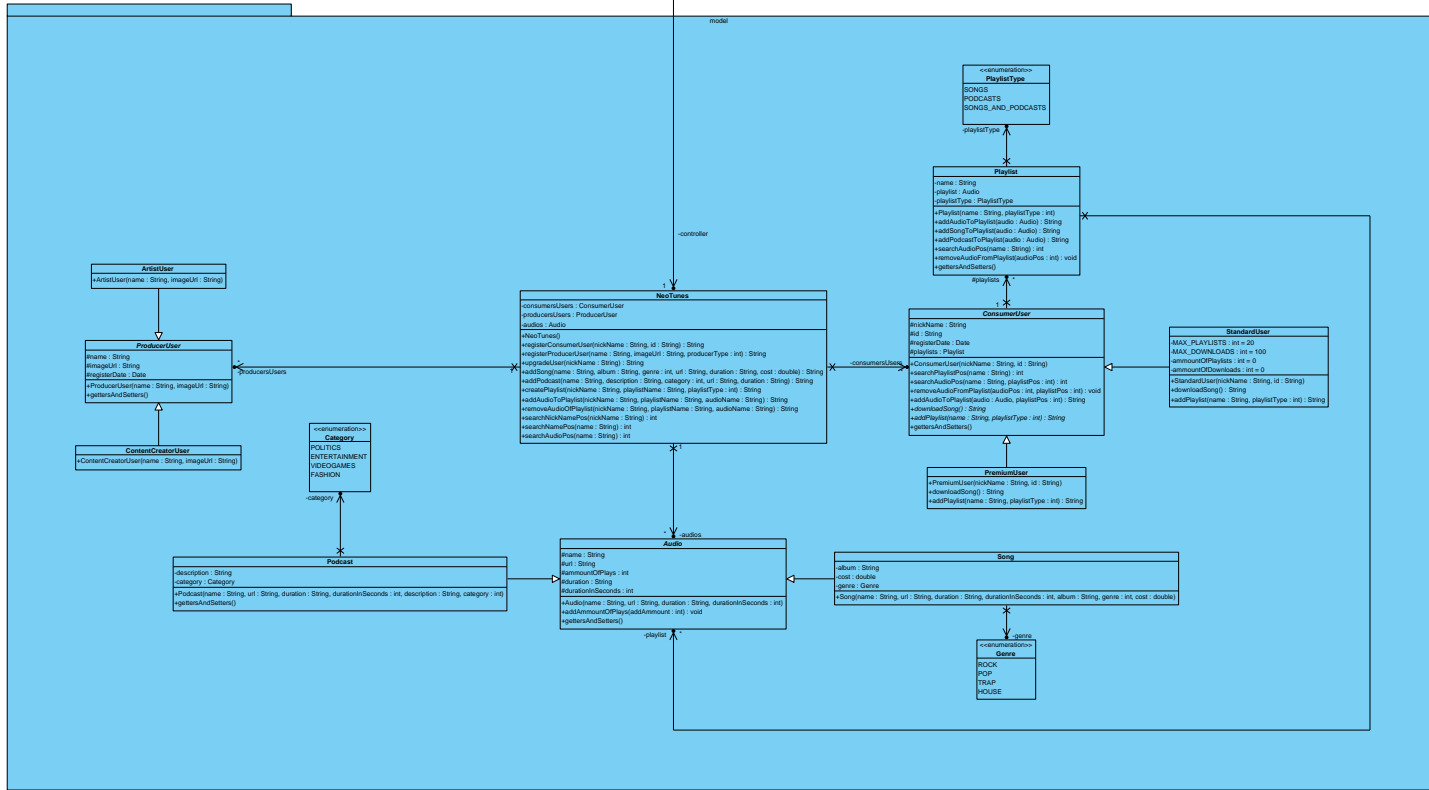 model
<<enumeration>>
PlaylistType
SONGS
PODCASTS
SONGS_AND_PODCASTS
-playlistType
Playlist
-name : String
-playlist : Audio
-playlistType : PlaylistType
+Playlist(name : String, playlistType : int)
+addAudioToPlaylist(audio : Audio) : String
+addSongToPlaylist(audio : Audio) : String
+addPodcastToPlaylist(audio : Audio) : String
+searchAudioPos(name : String) : int
+removeAudioFromPlaylist(audioPos : int) : void
+gettersAndSetters()
#playlists
*
1
-controller
1
ArtistUser
+ArtistUser(name : String, imageUrl : String)
ProducerUser
#name : String
#imageUrl : String
#registerDate : Date
+ProducerUser(name : String, imageUrl : String)
+gettersAndSetters()
*
-producersUsers
ContentCreatorUser
+ContentCreatorUser(name : String, imageUrl : String)
NeoTunes
-consumersUsers : ConsumerUser
-producersUsers : ProducerUser
-audios : Audio
+NeoTunes()
+registerConsumerUser(nickName : String, id : String) : String
+registerProducerUser(name : String, imageUrl : String, producerType : int) : String
+upgradeUser(nickName : String) : String
+addSong(name : String, album : String, genre : int, url : String, duration : String, cost : double) : String
+addPodcast(name : String, description : String, category : int, url : String, duration : String) : String
+createPlaylist(nickName : String, playlistName : String, playlistType : int) : String
+addAudioToPlaylist(nickName : String, playlistName : String, audioName : String) : String
+removeAudioOfPlaylist(nickName : String, playlistName : String, audioName : String) : String
+searchNickNamePos(nickName : String) : int
+searchNamePos(name : String) : int
+searchAudioPos(name : String) : int
1
-consumersUsers
ConsumerUser
#nickName : String
#id : String
#registerDate : Date
#playlists : Playlist
+ConsumerUser(nickName : String, id : String)
+searchPlaylistPos(name : String) : int
+searchAudioPos(name : String, playlistPos : int) : int
+removeAudioFromPlaylist(audioPos : int, playlistPos : int) : void
+addAudioToPlaylist(audio : Audio, playlistPos : int) : String
+downloadSong() : String
+addPlaylist(name : String, playlistType : int) : String
+gettersAndSetters()
StandardUser
-MAX_PLAYLISTS : int = 20
-MAX_DOWNLOADS : int = 100
-ammountOfPlaylists : int = 0
-ammountOfDownloads : int = 0
+StandardUser(nickName : String, id : String)
+downloadSong() : String
+addPlaylist(name : String, playlistType : int) : String
PremiumUser
+PremiumUser(nickName : String, id : String)
+downloadSong() : String
+addPlaylist(name : String, playlistType : int) : String
<<enumeration>>
Category
POLITICS
ENTERTAINMENT
VIDEOGAMES
FASHION
-category
Podcast
-description : String
-category : Category
+Podcast(name : String, url : String, duration : String, durationInSeconds : int, description : String, category : int)
+gettersAndSetters()
*
-audios
Audio
#name : String
#url : String
#ammountOfPlays : int
#duration : String
#durationInSeconds : int
+Audio(name : String, url : String, duration : String, durationInSeconds : int)
+addAmmountOfPlays(addAmmount : int) : void
+gettersAndSetters()
-playlist
*
Song
-album : String
-cost : double
-genre : Genre
+Song(name : String, url : String, duration : String, durationInSeconds : int, album : String, genre : int, cost : double)
-genre
<<enumeration>>
Genre
ROCK
POP
TRAP
HOUSE